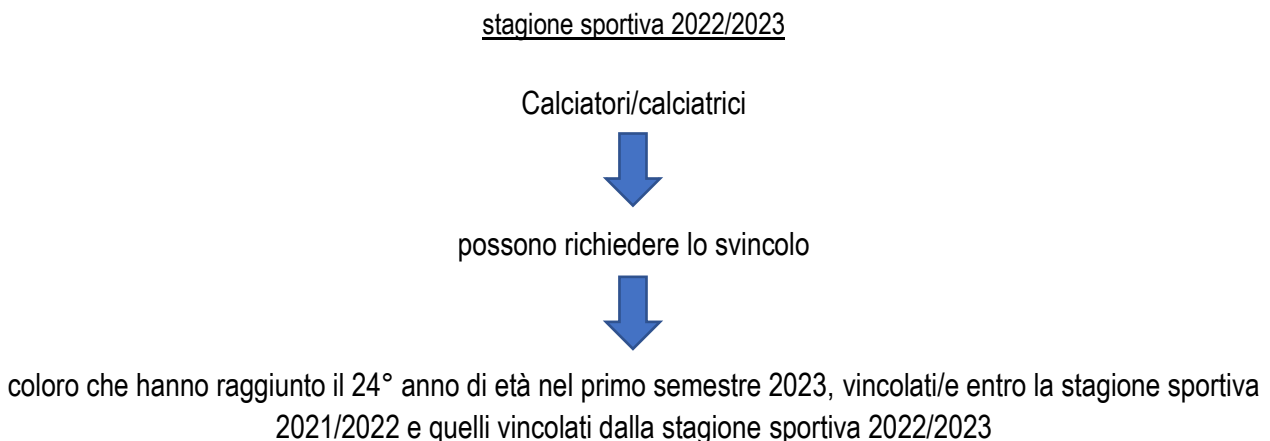 stagione sportiva 2022/2023
Calciatori/calciatrici
possono richiedere lo svincolo
coloro che hanno raggiunto il 24° anno di età nel primo semestre 2023, vincolati/e entro la stagione sportiva
2021/2022 e quelli vincolati dalla stagione sportiva 2022/2023